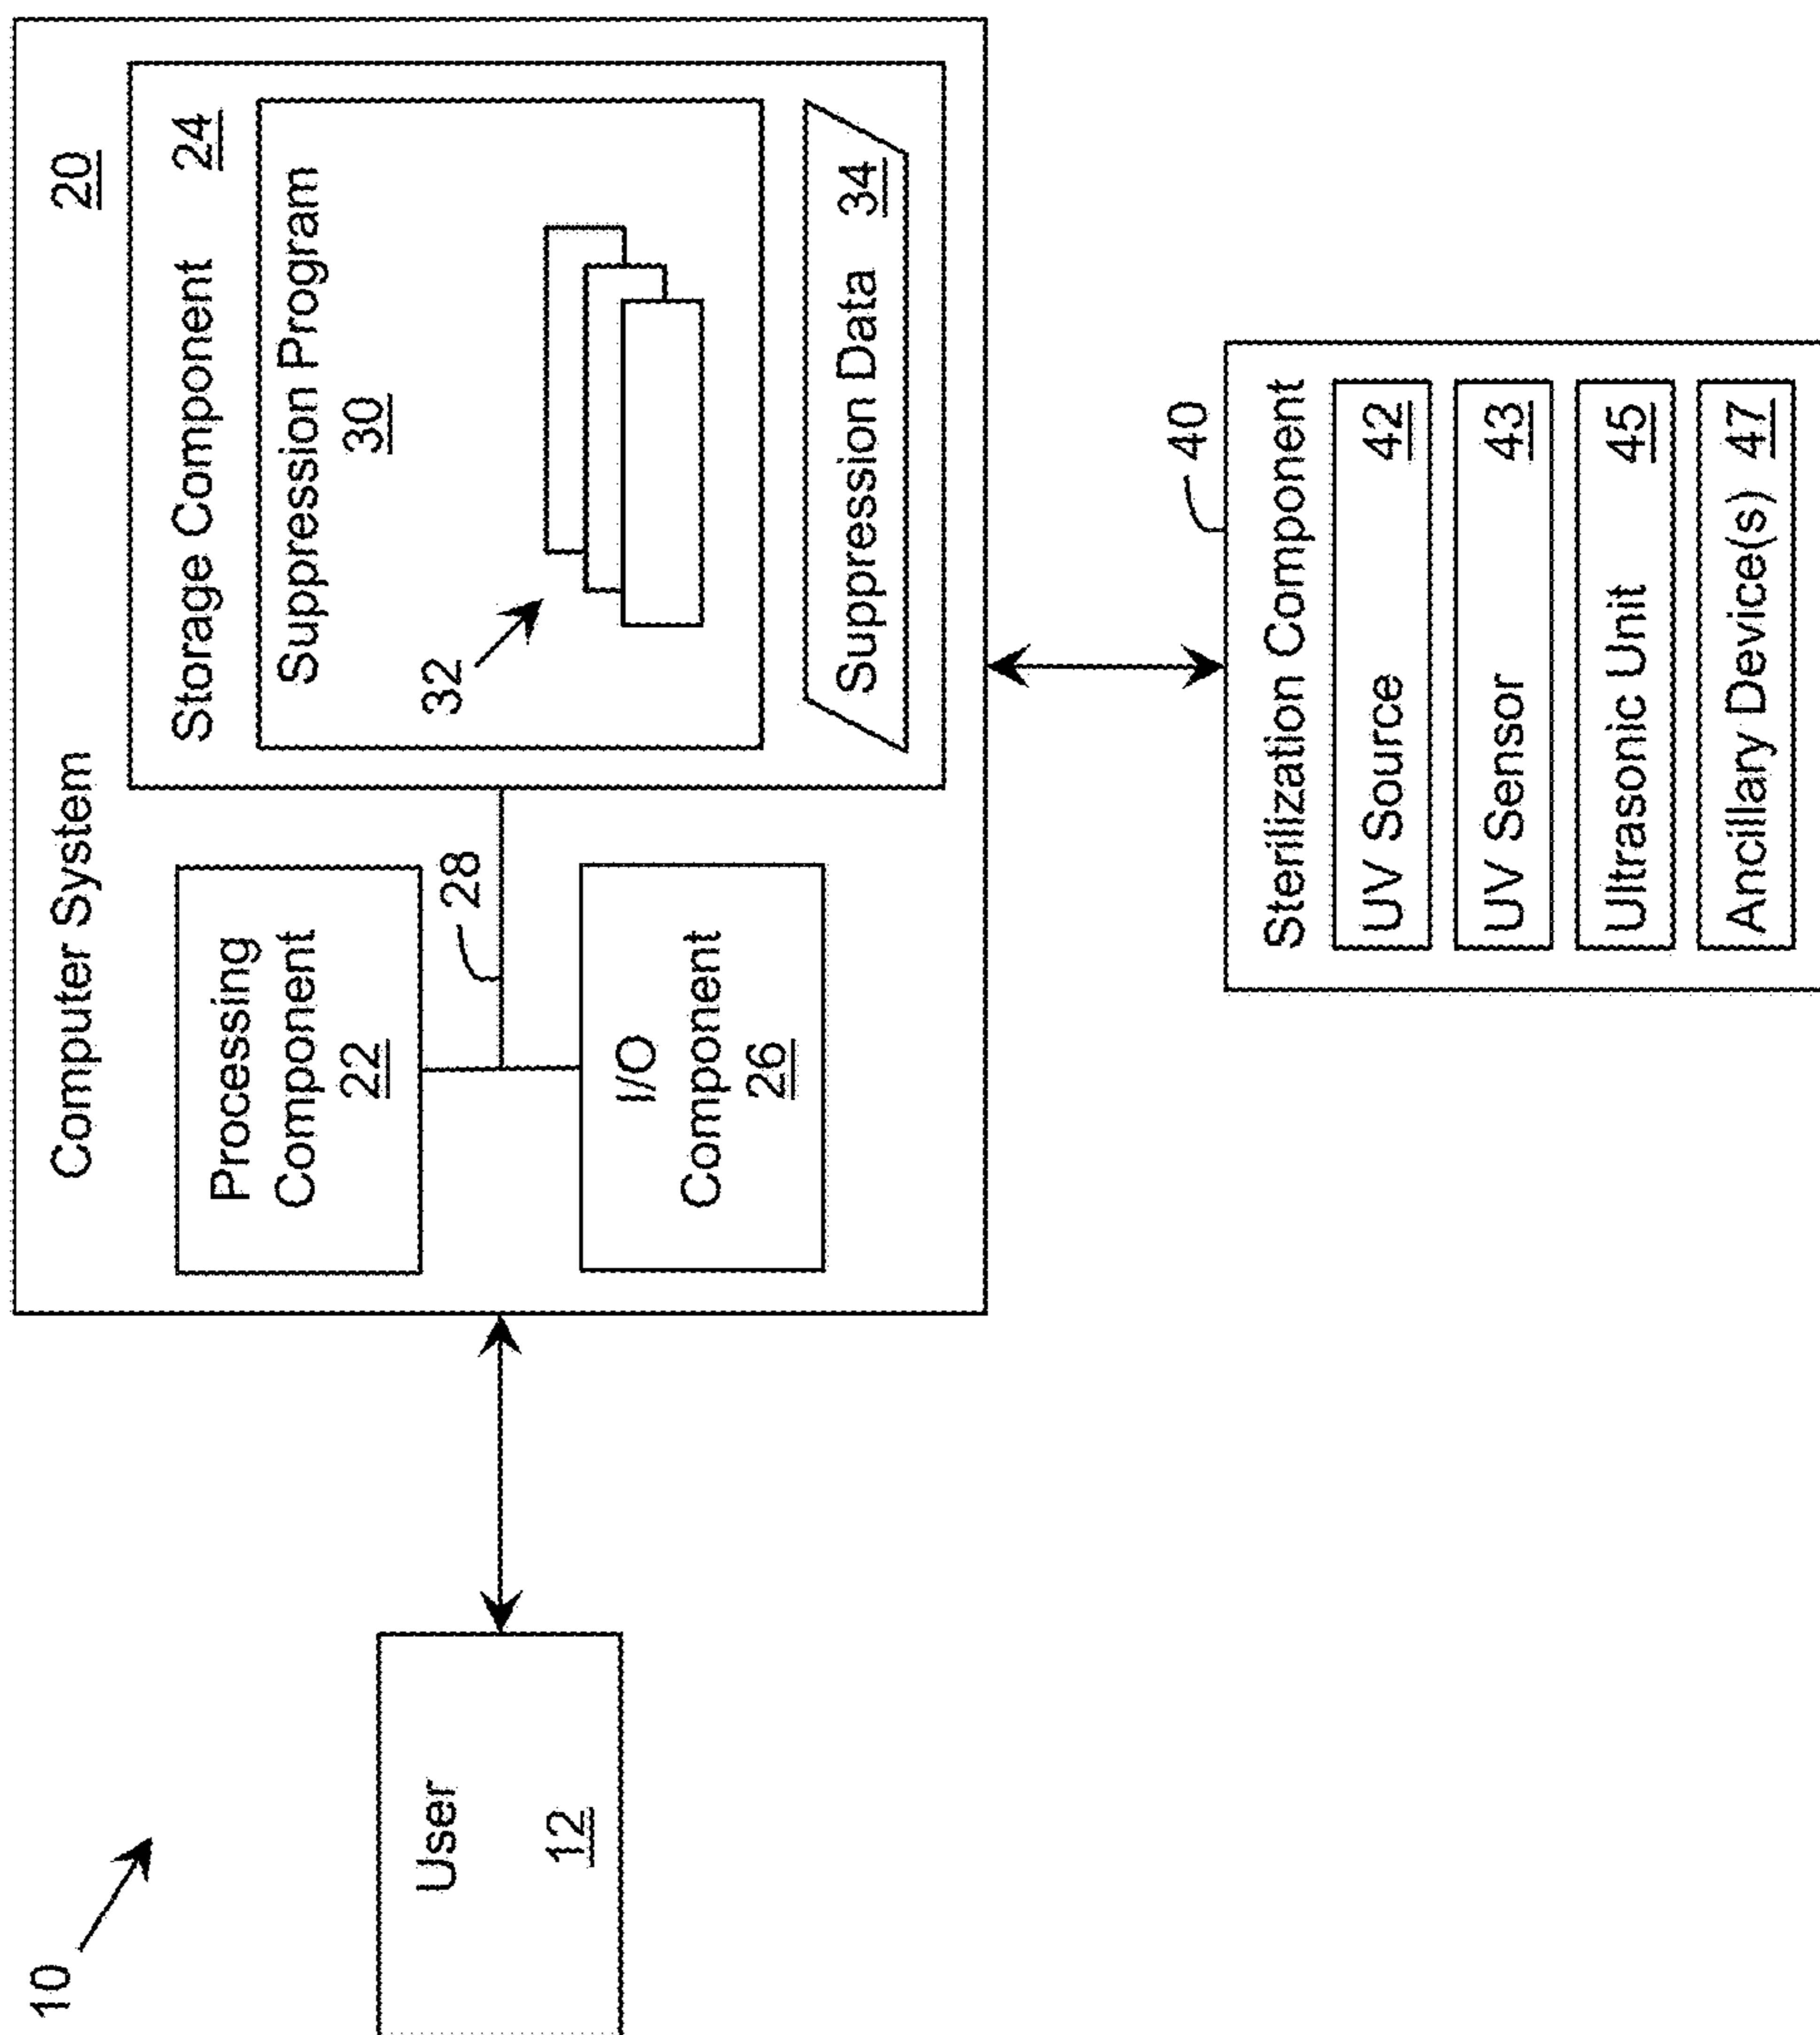 10
Computer System
20
Processing
Component
22
28
I/O
Component
26
Storage Component 24
Suppression Program
30
32
Suppression Data 34
User
12
40
Sterilization Component
UV Source 42
UV Sensor 43
Ultrasonic Unit 45
Ancillary Device(s) 47